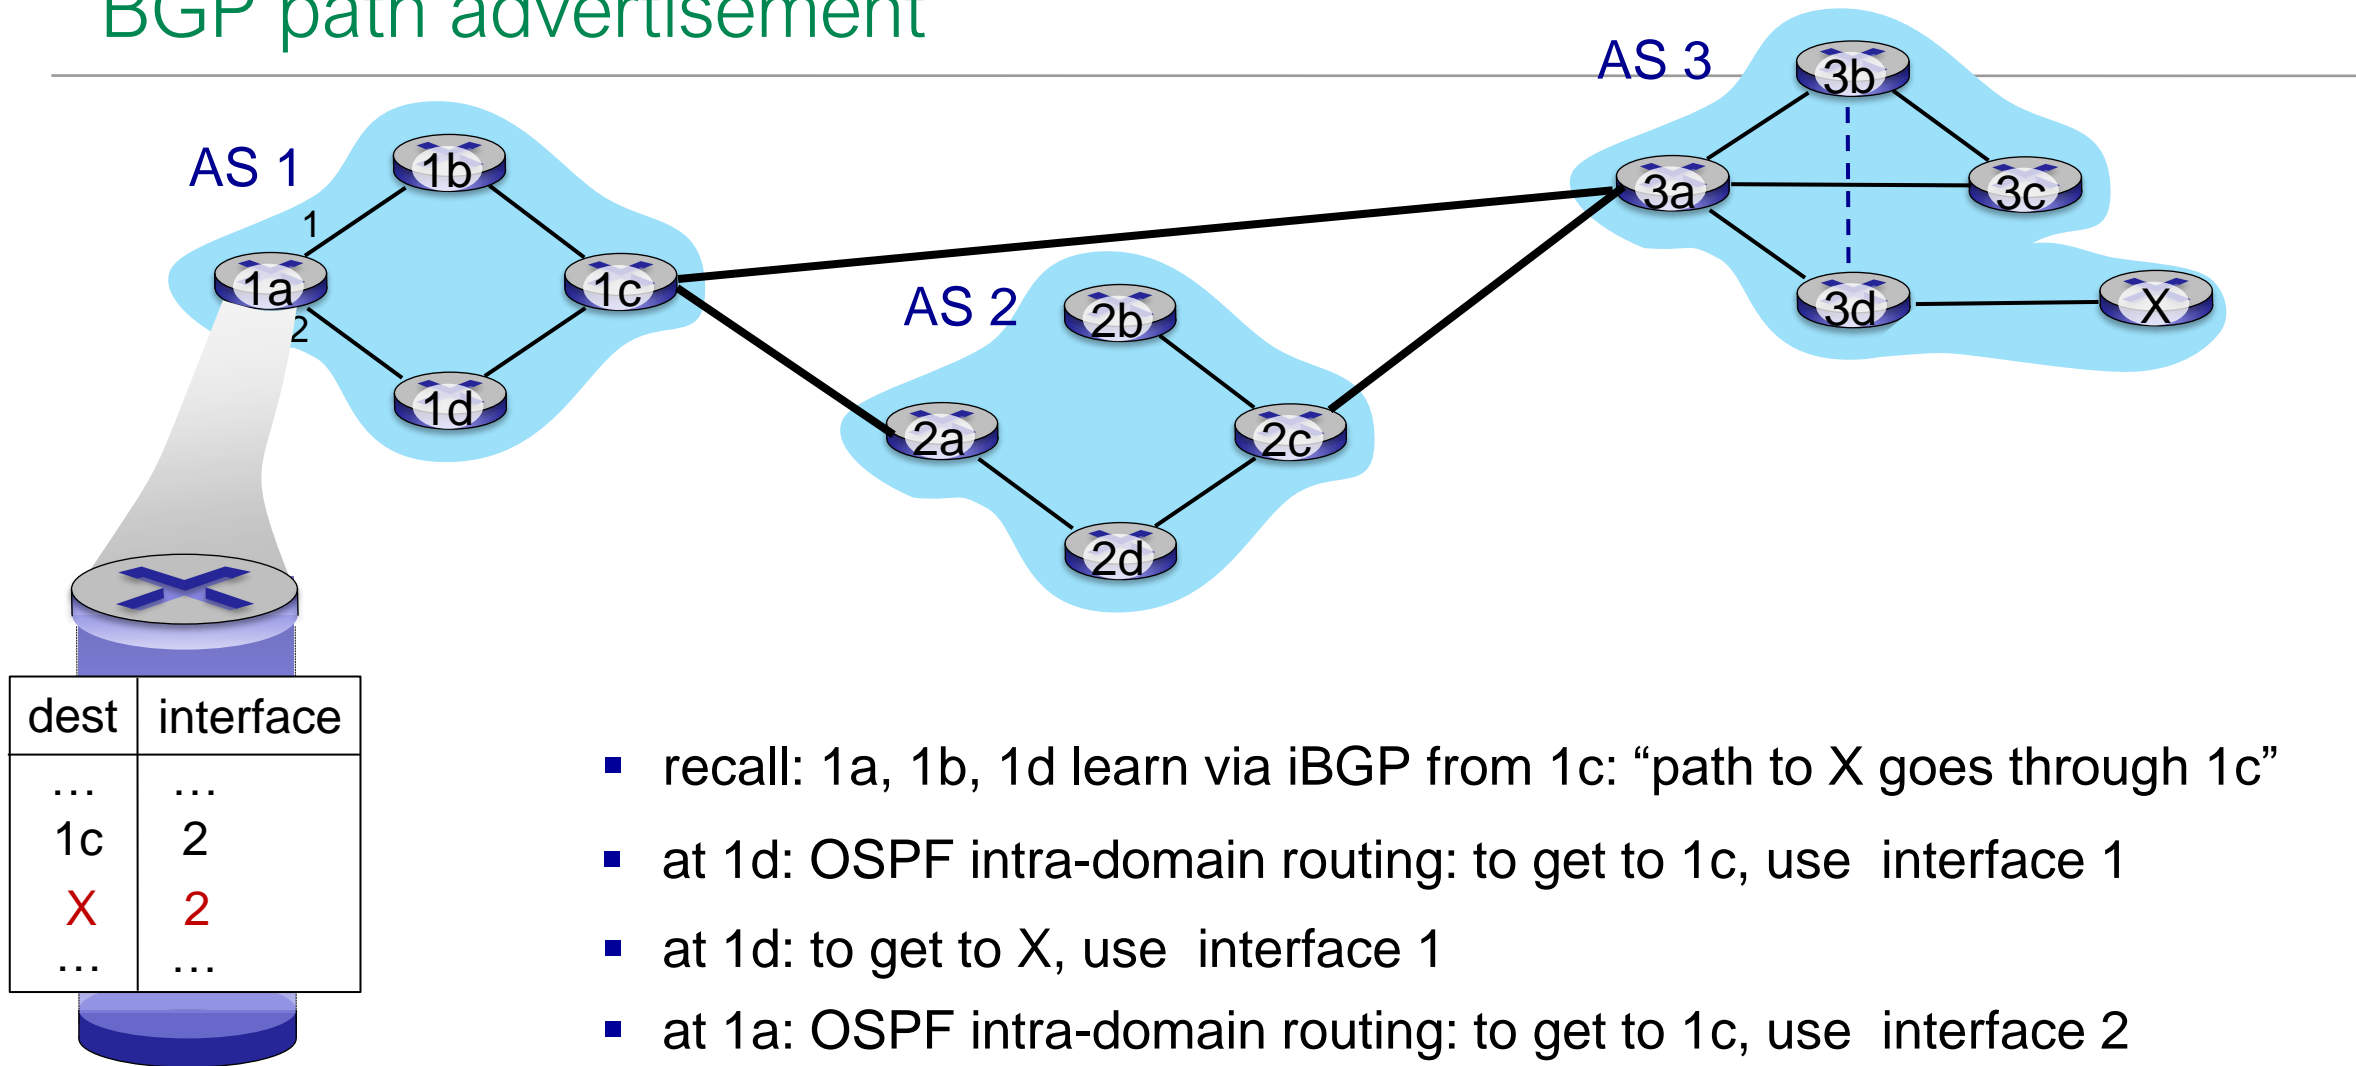 BGP path advertisement
AS 3
3b
AS 1
1b
3a
3c
1
1a
1c
2
AS 2
2b
3d
X
1d
2a
2c
2d
dest interface
... ...
1c 2
X 2
... ...
▪ recall: 1a, 1b, 1d learn via iBGP from 1c: “path to X goes through 1c”
▪ at 1d: OSPF intra-domain routing: to get to 1c, use interface 1
▪ at 1d: to get to X, use interface 1
▪ at 1a: OSPF intra-domain routing: to get to 1c, use interface 2